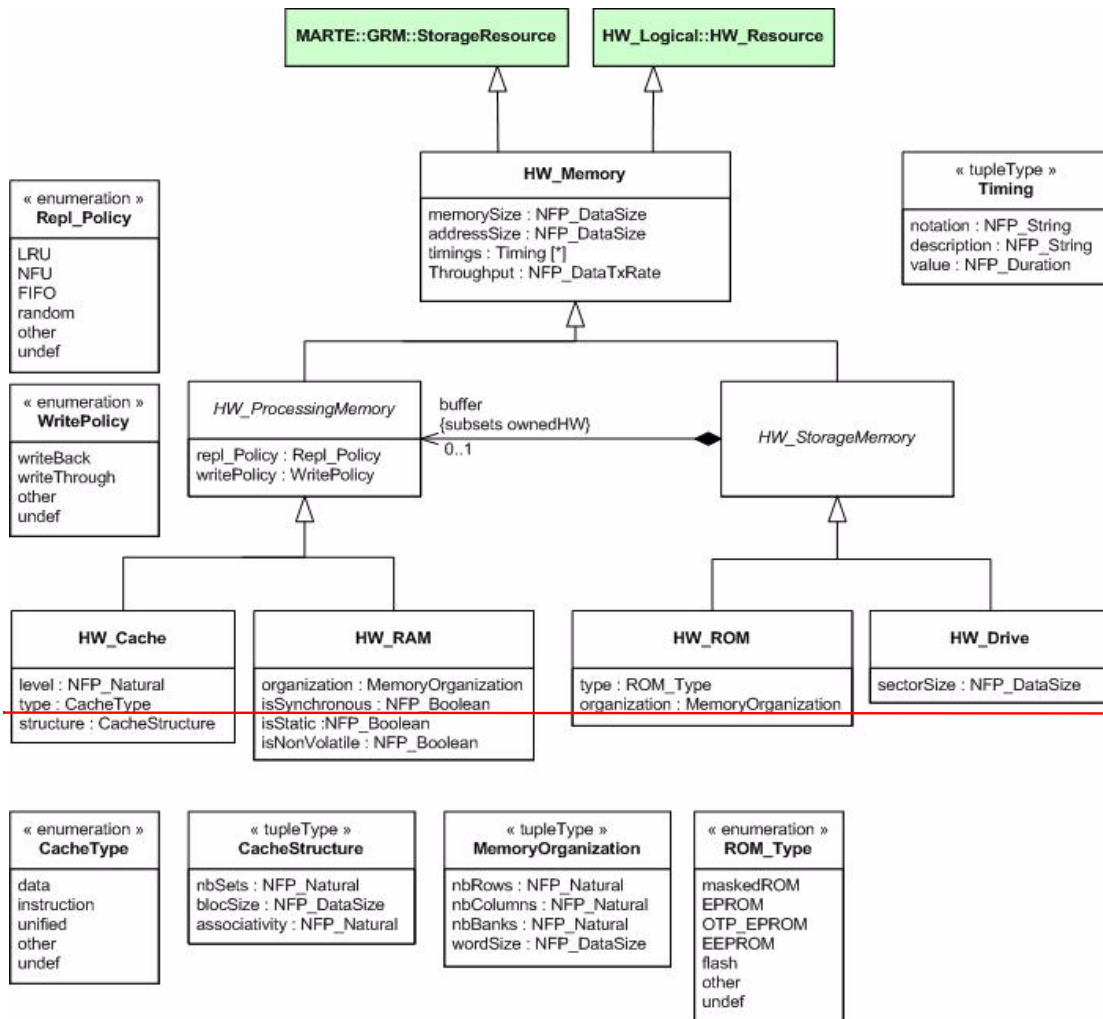 MARTE::GRM::StorageResource
HW_Logical::HW_Resource
HW_Memory
memorySize : NFP_DataSize
addressSize : NFP_DataSize
timings : Timing [*]
Throughput : NFP_DataTxRate
« tupleType »
Timing
notation : NFP_String
description : NFP_String
value : NFP_Duration
« enumeration »
Repl_Policy
LRU
NFU
FIFO
random
other
undef
« enumeration »
WritePolicy
writeBack
writeThrough
other
undef
HW_ProcessingMemory
repl_Policy : Repl_Policy
writePolicy : WritePolicy
buffer
{subsets ownedHW}
0..1
HW_StorageMemory
HW_Cache
level : NFP_Natural
type : CacheType
structure : CacheStructure
HW_RAM
organization : MemoryOrganization
isSynchronous : NFP_Boolean
isStatic :NFP_Boolean
isNonVolatile : NFP_Boolean
HW_ROM
type : ROM_Type
organization : MemoryOrganization
HW_Drive
sectorSize : NFP_DataSize
« enumeration »
CacheType
data
instruction
unified
other
undef
« tupleType »
CacheStructure
nbSets : NFP_Natural
blocSize : NFP_DataSize
associativity : NFP_Natural
« tupleType »
MemoryOrganization
nbRows : NFP_Natural
nbColumns : NFP_Natural
nbBanks : NFP_Natural
wordSize : NFP_DataSize
« enumeration »
ROM_Type
maskedROM
EPROM
OTP_EPROM
EEPROM
flash
other
undef